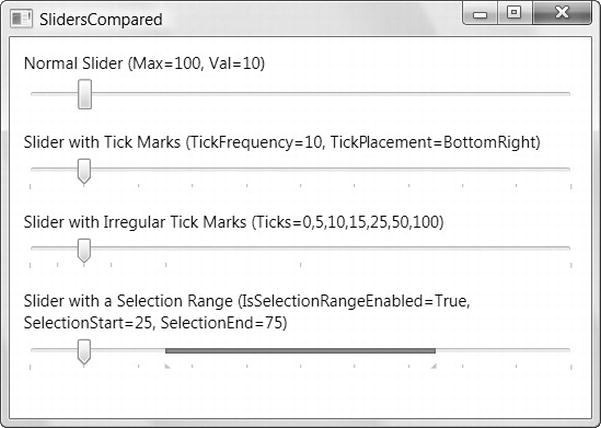 SlidersCompared
Normal Slider (Max=100, Val=10)
Slider with Tick Marks (TickFrequency=10, TickPlacement=BottomRight)
Slider with Irregular Tick Marks (Ticks=0,5,10,15,25,50,100)
Slider with a Selection Range (IsSelectionRangeEnabled=True,
SelectionStart=25, SelectionEnd=75)